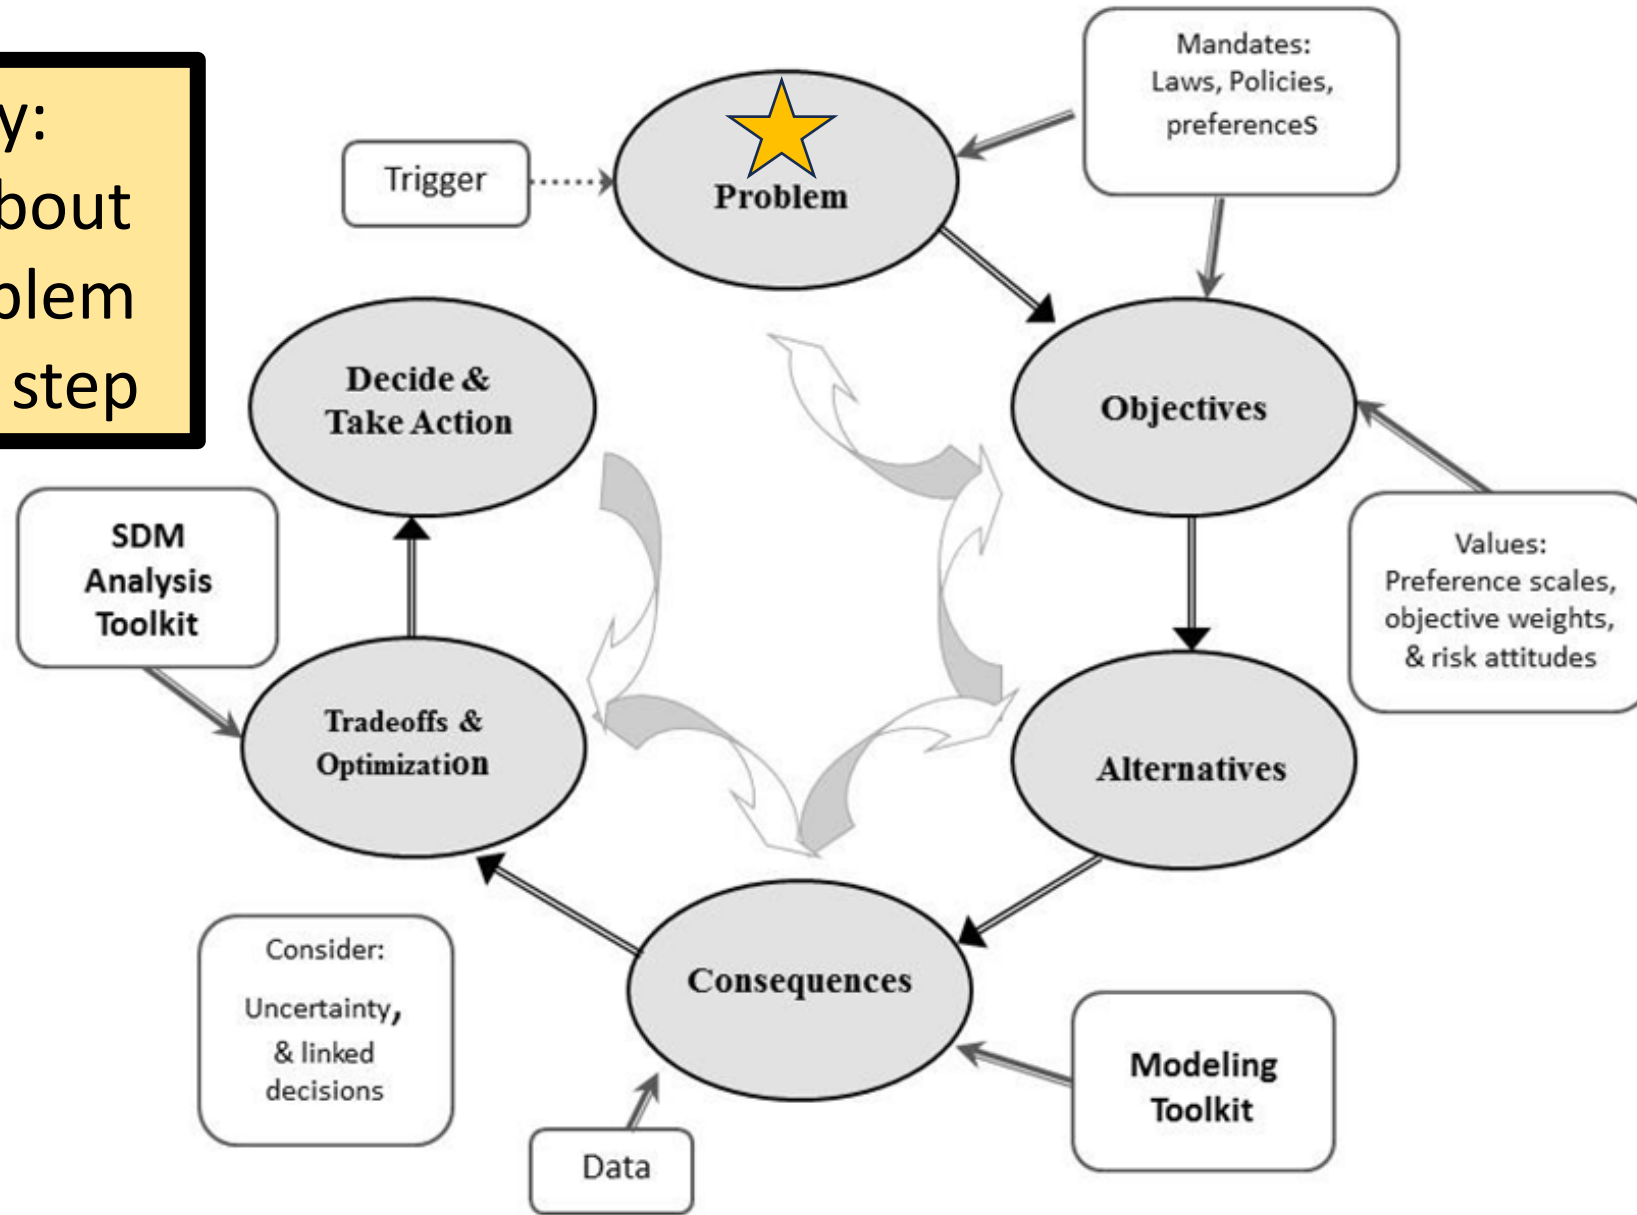 y:
bout
blem
step
Mandates:
Laws, Policies,
preferences
Trigger
Problem
Decide &
Take Action
Objectives
SDM
Analysis
Toolkit
Values:
Preference scales,
objective weights,
& risk attitudes
Tradeoffs &
Optimization
Alternatives
Consider:
Uncertainty,
& linked
decisions
Consequences
Modeling
Toolkit
Data